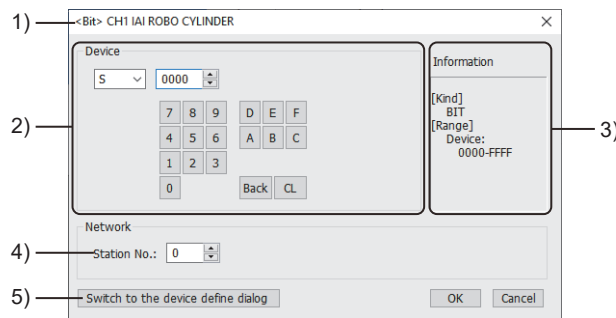 1)
<Bit> CH1 IAI ROBO CYLINDER
2)
Device
S 0000
7 8 9 D E F
4 5 6 A B C
1 2 3
0 Back CL
3)
Information
[Kind]
BIT
[Range]
Device:
0000-FFFF
Network
4)
Station No.: 0
5)
Switch to the device define dialog
OK Cancel